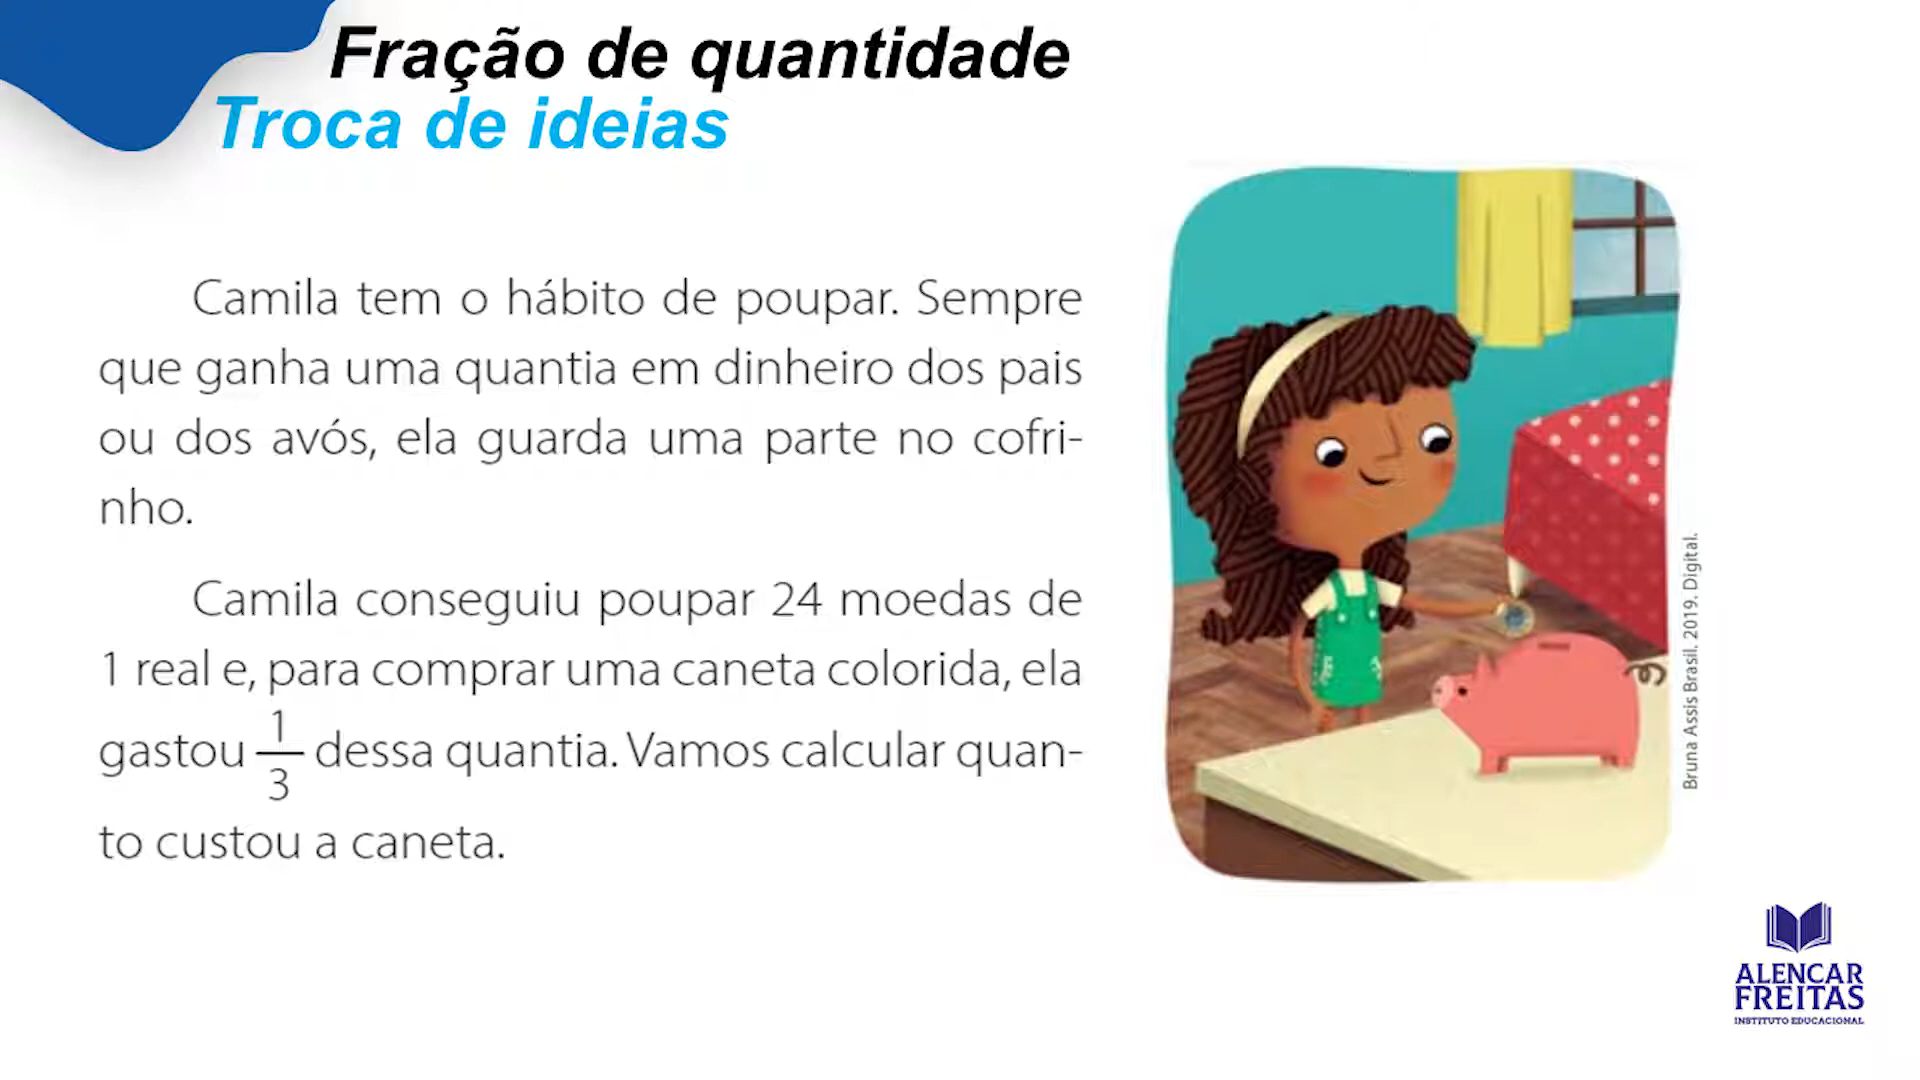 Fração de quantidade
Troca de ideias
Camila tem o hábito de poupar. Sempre
que ganha uma quantia em dinheiro dos pais
ou dos avós, ela guarda uma parte no cofri-
nho.
Camila conseguiu poupar 24 moedas de
1 real e, para comprar uma caneta colorida, ela
gastou 1/3 dessa quantia. Vamos calcular quan-
to custou a caneta.
Bruna Assis Brasil. 2019. Digital.
ALENCAR
FREITAS
INSTITUTO EDUCACIONAL